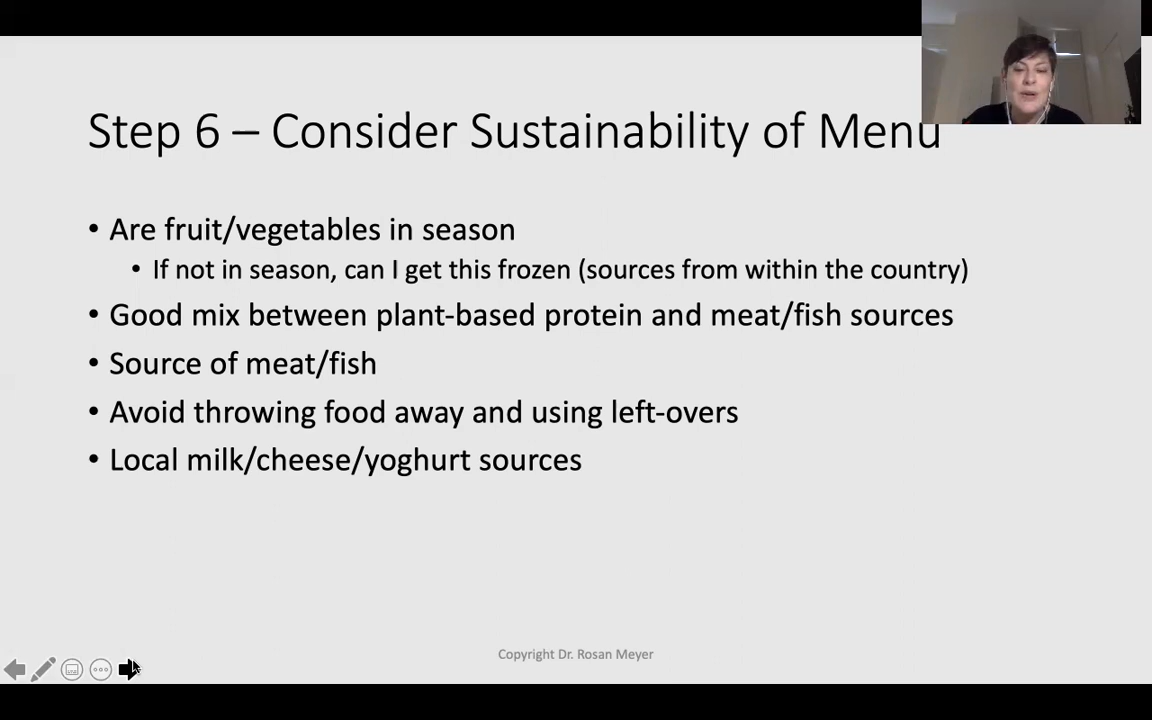 Step 6 – Consider Sustainability of Menu
• Are fruit/vegetables in season
• If not in season, can I get this frozen (sources from within the country)
• Good mix between plant-based protein and meat/fish sources
• Source of meat/fish
• Avoid throwing food away and using left-overs
• Local milk/cheese/yoghurt sources
Copyright Dr. Rosan Meyer